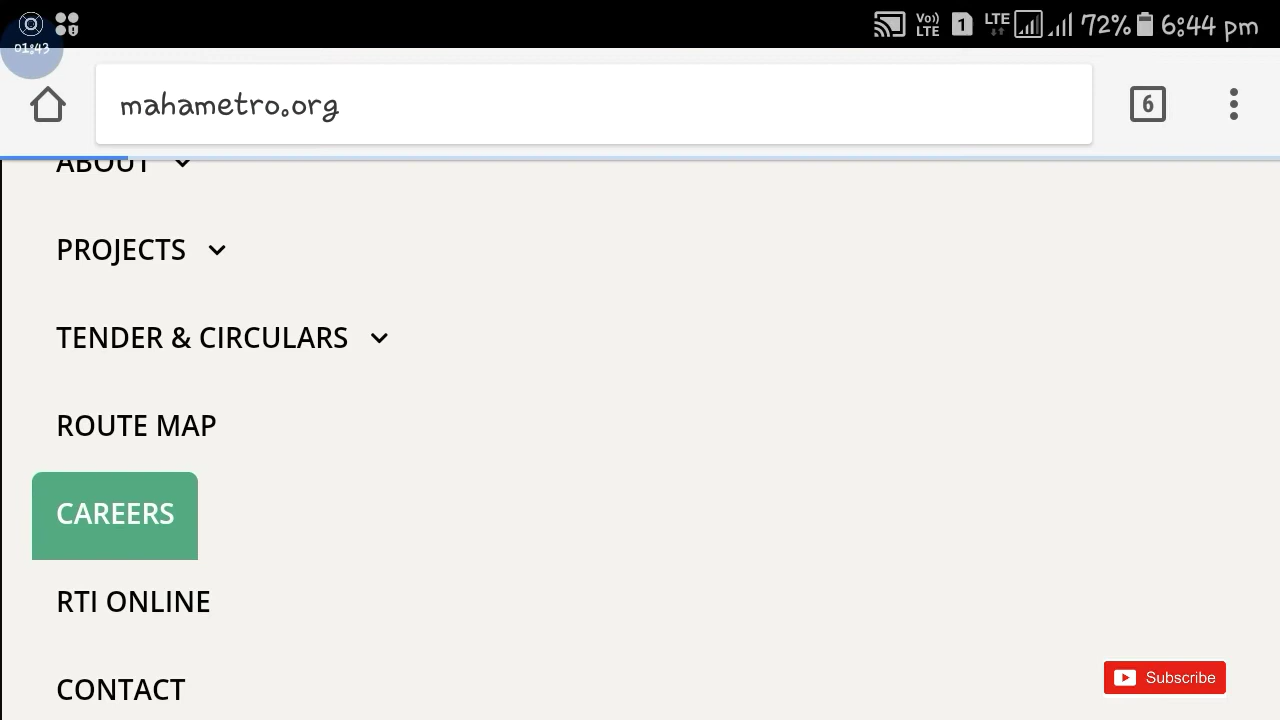 01:43
Vo)) LTE 1 LTE 72% 6:44 pm
mahametro.org 6
ABOUT
PROJECTS
TENDER & CIRCULARS
ROUTE MAP
CAREERS
RTI ONLINE
CONTACT
Subscribe